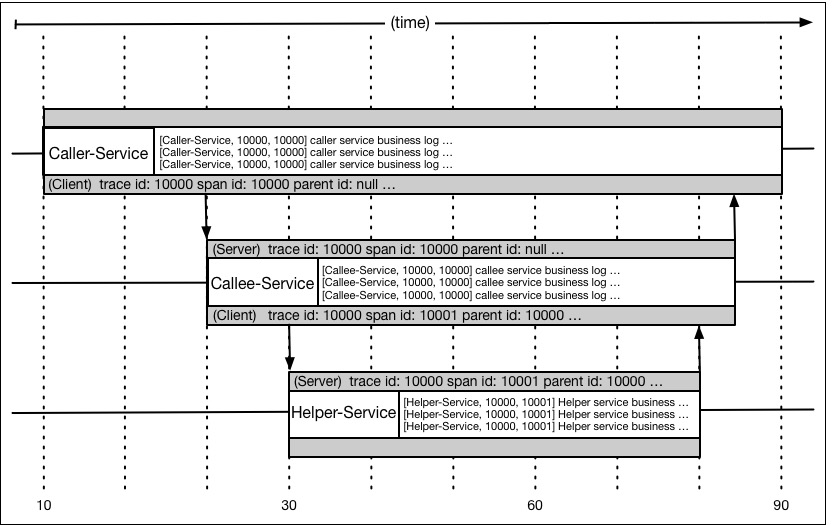 (time)
[Caller-Service, 10000, 10000] caller service business log …
Caller-Service
[Caller-Service, 10000, 10000] caller service business log …
[Caller-Service, 10000, 10000] caller service business log …
(Client)  trace id: 10000 span id: 10000 parent id: null …
(Server)  trace id: 10000 span id: 10000 parent id: null …
[Callee-Service, 10000, 10000] callee service business log …
Callee-Service
[Callee-Service, 10000, 10000] callee service business log …
[Callee-Service, 10000, 10000] callee service business log …
(Client)   trace id: 10000 span id: 10001 parent id: 10000 …
(Server)  trace id: 10000 span id: 10001 parent id: 10000 …
[Helper-Service, 10000, 10001] Helper service business …
Helper-Service
[Helper-Service, 10000, 10001] Helper service business …
[Helper-Service, 10000, 10001] Helper service business …
10 30 60 90